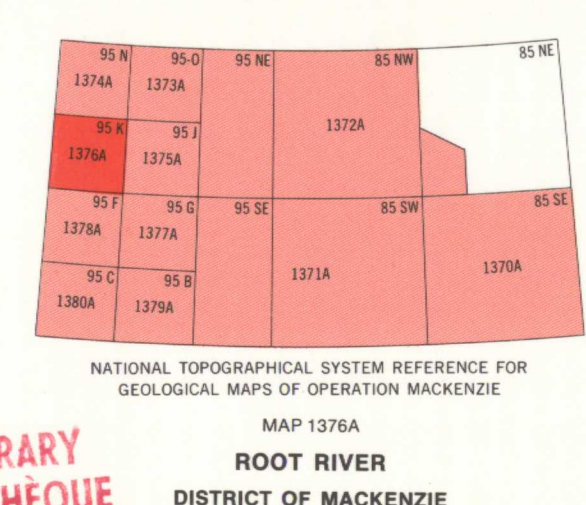 95 N 95-O 95 NE 85 NW 85 NE
1374A 1373A
1372A
95 K 95 J
1376A 1375A
95 F 95 G 95 SE 85 SW 85 SE
1378A 1377A
1371A 1370A
95 C 95 B
1380A 1379A
NATIONAL TOPOGRAPHICAL SYSTEM REFERENCE FOR
GEOLOGICAL MAPS OF OPERATION MACKENZIE
MAP 1376A
ROOT RIVER
DISTRICT OF MACKENZIE